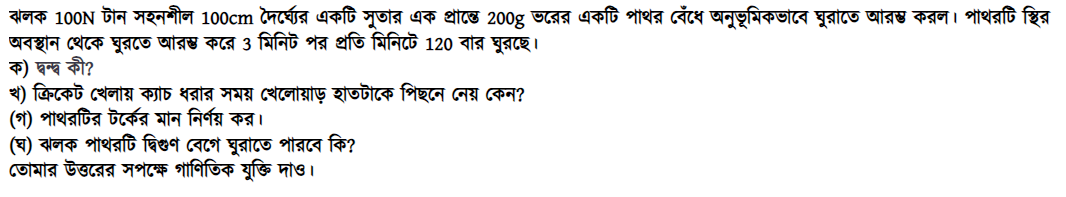 ঝলক 100N টান সহনশীল 100cm দৈর্ঘ্যের একটি সুতার এক প্রান্তে 200g ভরের একটি পাথর বেঁধে অনুভূমিকভাবে ঘুরাতে আরম্ভ করল। পাথরটি স্থির
অবস্থান থেকে ঘুরতে আরম্ভ করে 3 মিনিট পর প্রতি মিনিটে 120 বার ঘুরছে।
ক) দ্বন্দ্ব কী?
খ) ক্রিকেট খেলায় ক্যাচ ধরার সময় খেলোয়াড় হাতটাকে পিছনে নেয় কেন?
(গ) পাথরটির টর্কের মান নির্ণয় কর।
(ঘ) ঝলক পাথরটি দ্বিগুণ বেগে ঘুরাতে পারবে কি?
তোমার উত্তরের সপক্ষে গাণিতিক যুক্তি দাও।